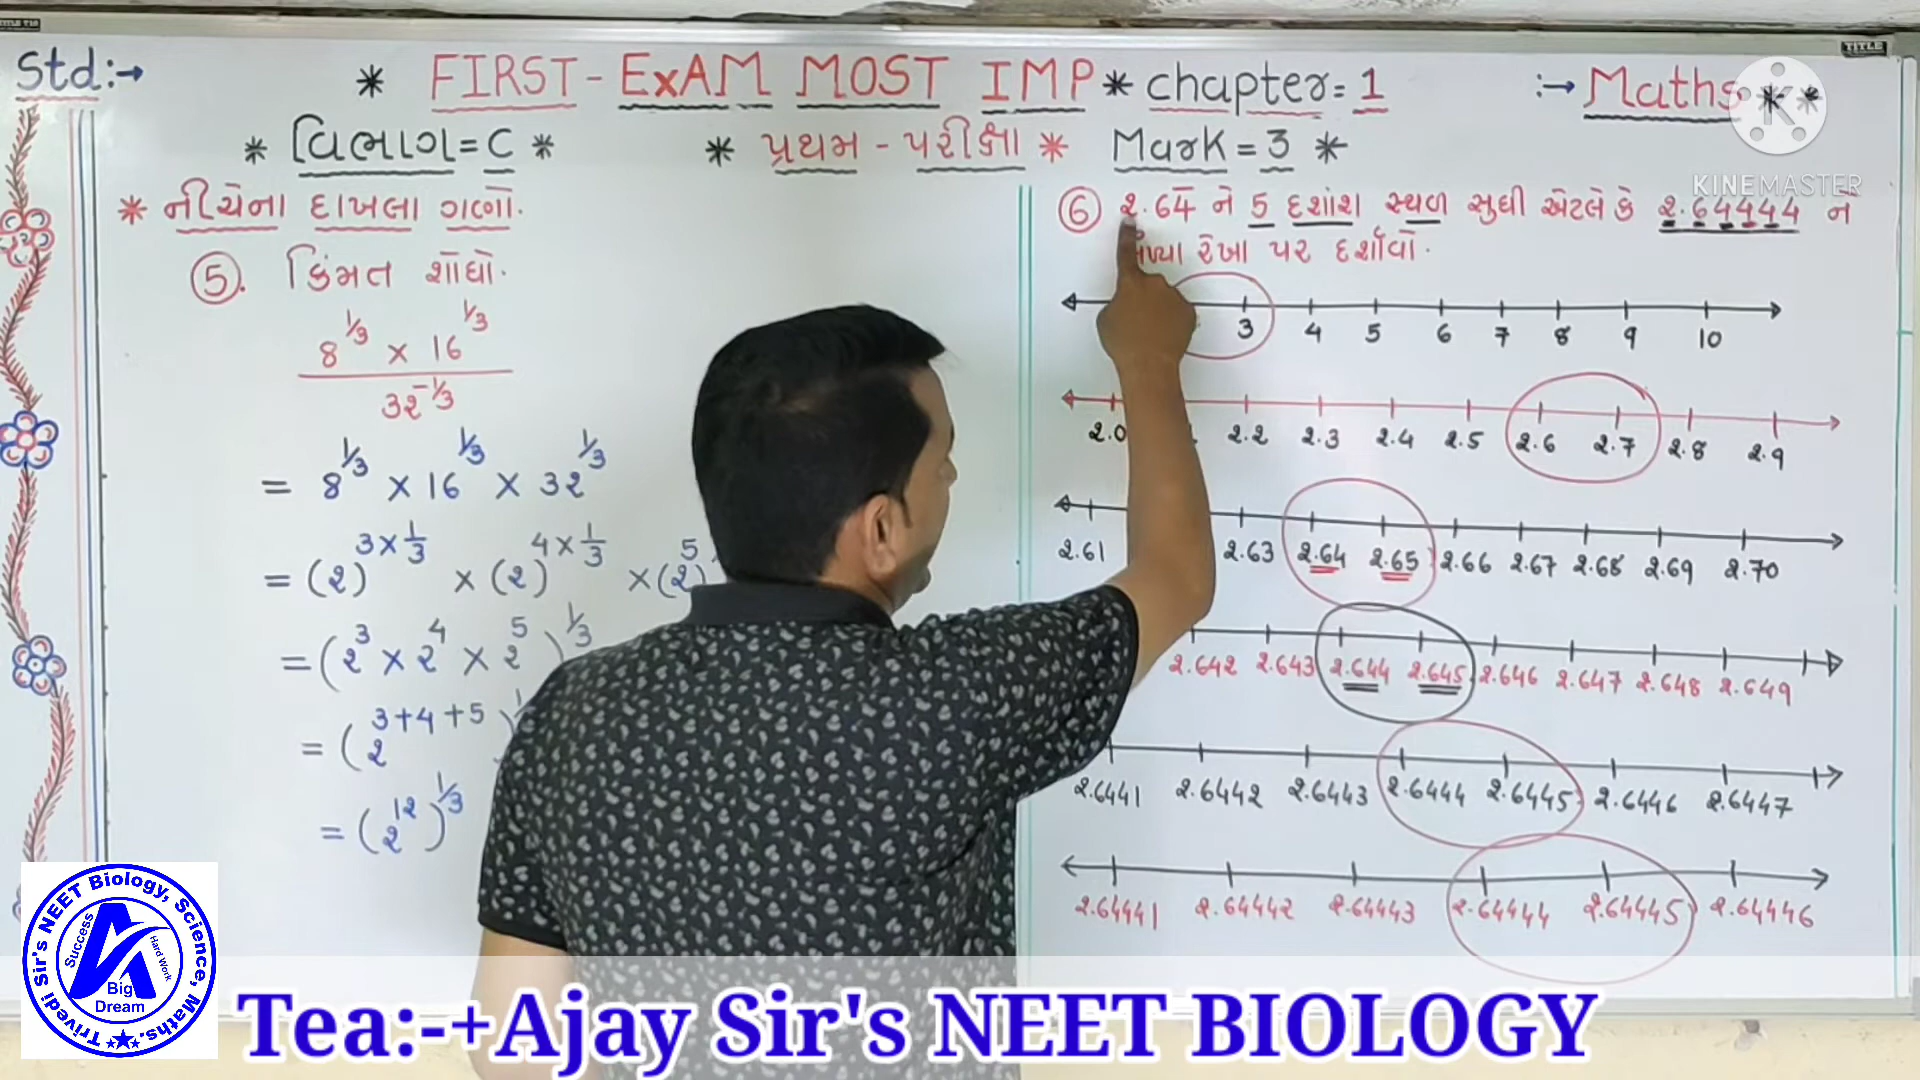 Std:→ * FIRST - ExAM MOST IMP * chapter = 1 :→ Maths **
* વિભાગ = C * * પ્રથમ - પરીક્ષા * Mark = 3 *
KINEMASTER
* નીચેના દાખલા ગણો.
⑤. કિંમત શોધો.
8^⅓ × 16^⅓
32^-⅓
= 8^⅓ × 16^⅓ × 32^⅓
= (2)^3×⅓ × (2)^4×⅓ × (2)^5
= (2^3 × 2^4 × 2^5)^⅓
= (2^3+4+5)
= (2^12)^⅓
⑥ 2.64̅ ને 5 દશાંશ સ્થળ સુધી એટલે કે 2.64444 ને
રેખા પર દર્શાવો.
3 4 5 6 7 8 9 10
2.0 2.2 2.3 2.4 2.5 2.6 2.7 2.8 2.9
2.61 2.63 2.64 2.65 2.66 2.67 2.68 2.69 2.70
2.642 2.643 2.644 2.645 2.646 2.647 2.648 2.649
2.6441 2.6442 2.6443 2.6444 2.6445 2.6446 2.6447
2.64441 2.64442 2.64443 2.64444 2.64445 2.64446
Trivedi Sir's NEET Biology, Science, Maths.
Success
Hard Work
Big
Dream
Tea:-+Ajay Sir's NEET BIOLOGY